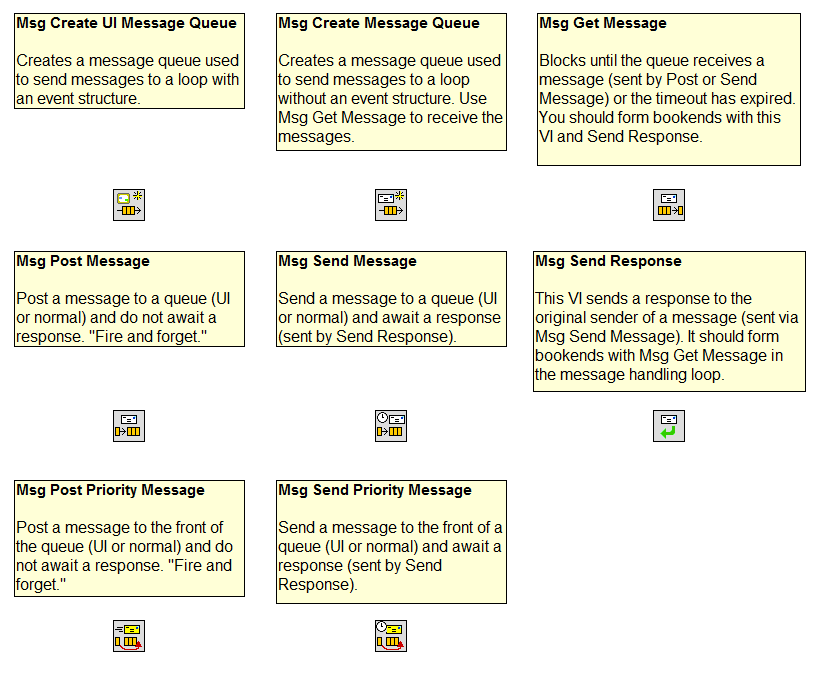 Msg Create UI Message Queue
Creates a message queue used
to send messages to a loop with
an event structure.
Msg Create Message Queue
Creates a message queue used
to send messages to a loop
without an event structure. Use
Msg Get Message to receive the
messages.
Msg Get Message
Blocks until the queue receives a
message (sent by Post or Send
Message) or the timeout has expired.
You should form bookends with this
VI and Send Response.
Msg Post Message
Post a message to a queue (UI
or normal) and do not await a
response. "Fire and forget."
Msg Send Message
Send a message to a queue (UI
or normal) and await a response
(sent by Send Response).
Msg Send Response
This VI sends a response to the
original sender of a message (sent via
Msg Send Message). It should form
bookends with Msg Get Message in
the message handling loop.
Msg Post Priority Message
Post a message to the front of
the queue (UI or normal) and do
not await a response. "Fire and
forget."
Msg Send Priority Message
Send a message to the front of a
queue (UI or normal) and await a
response (sent by Send
Response).